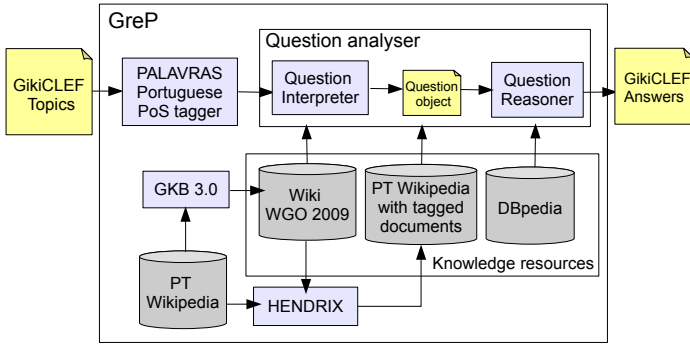 GreP
Question analyser
GikiCLEF
Topics
PALAVRAS
Portuguese
PoS tagger
Question
Interpreter
Question
object
Question
Reasoner
GikiCLEF
Answers
GKB 3.0
Wiki
WGO 2009
PT Wikipedia
with tagged
documents
DBpedia
Knowledge resources
PT
Wikipedia
HENDRIX